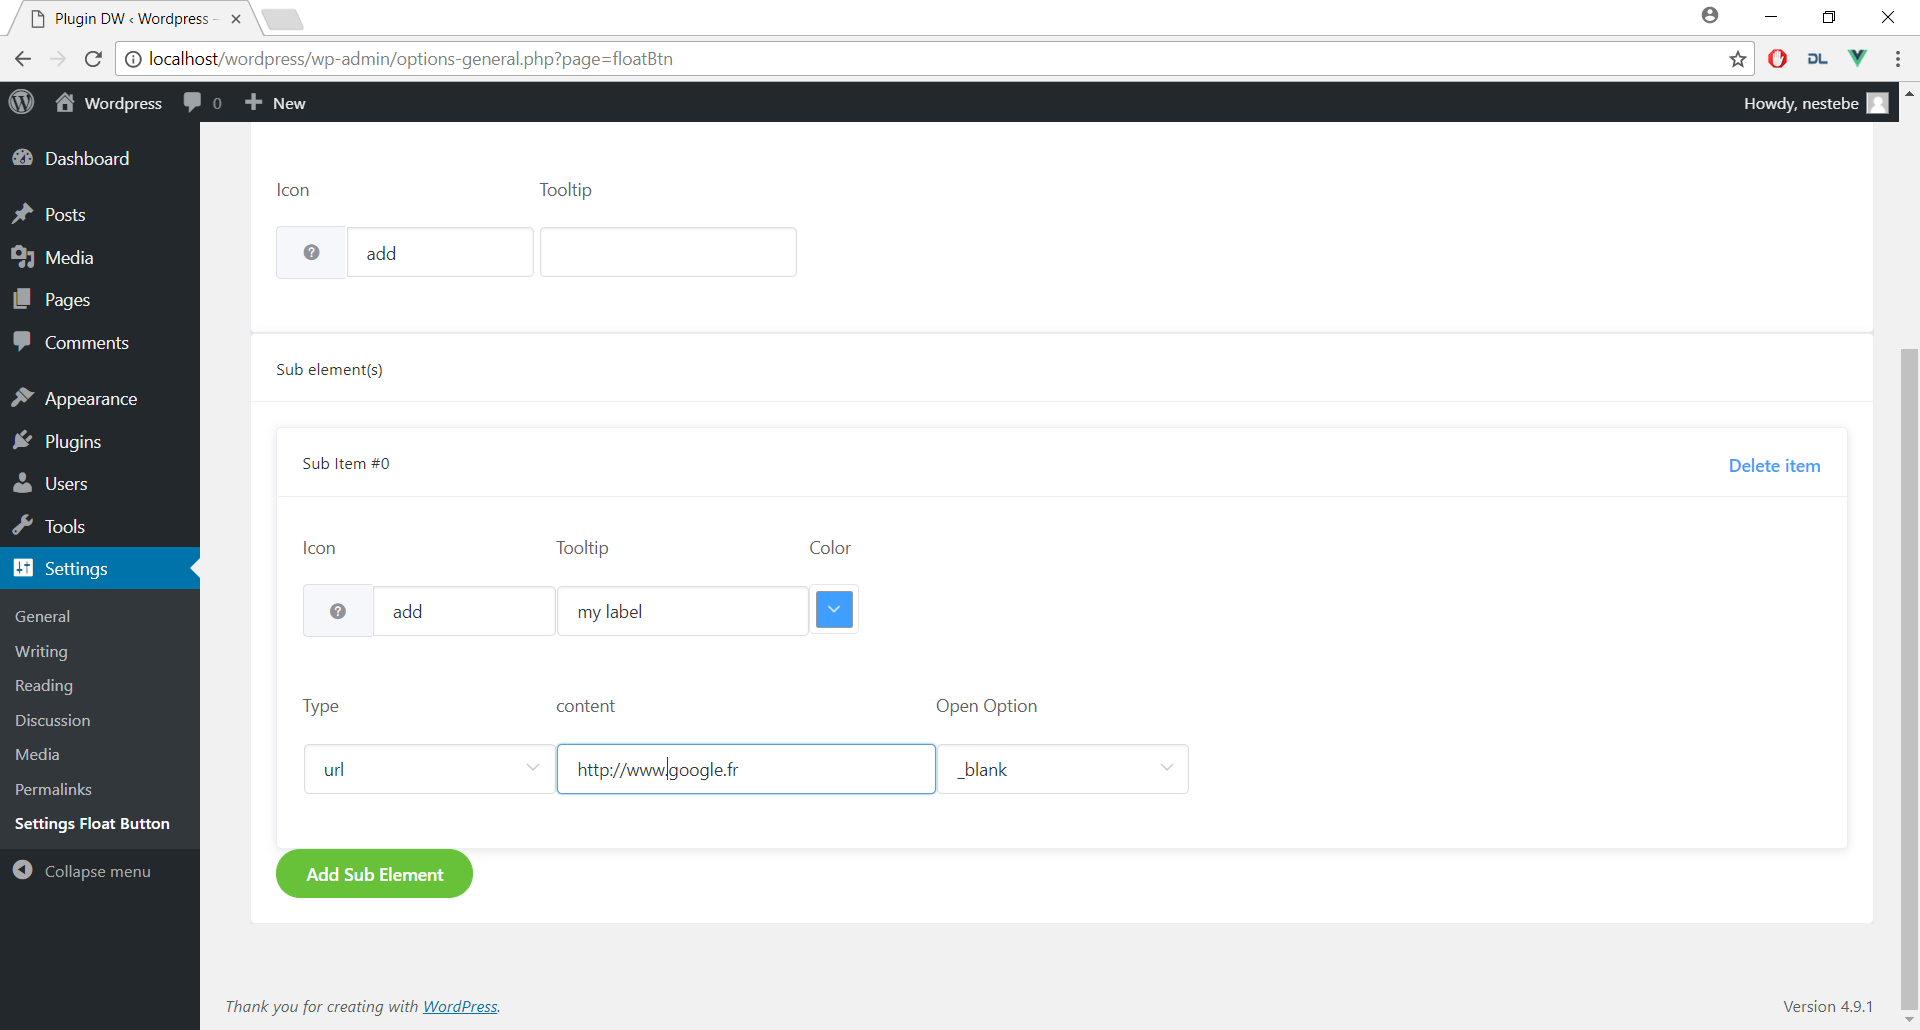 Plugin DW ‹ Wordpress –
localhost/wordpress/wp-admin/options-general.php?page=floatBtn
DL
Wordpress 0 New Howdy, nestebe
Dashboard
Posts
Media
Pages
Comments
Appearance
Plugins
Users
Tools
Settings
General
Writing
Reading
Discussion
Media
Permalinks
Settings Float Button
Collapse menu
Icon Tooltip
add
Sub element(s)
Sub Item #0 Delete item
Icon Tooltip Color
add my label
Type content Open Option
url http://www.google.fr _blank
Add Sub Element
Thank you for creating with WordPress. Version 4.9.1